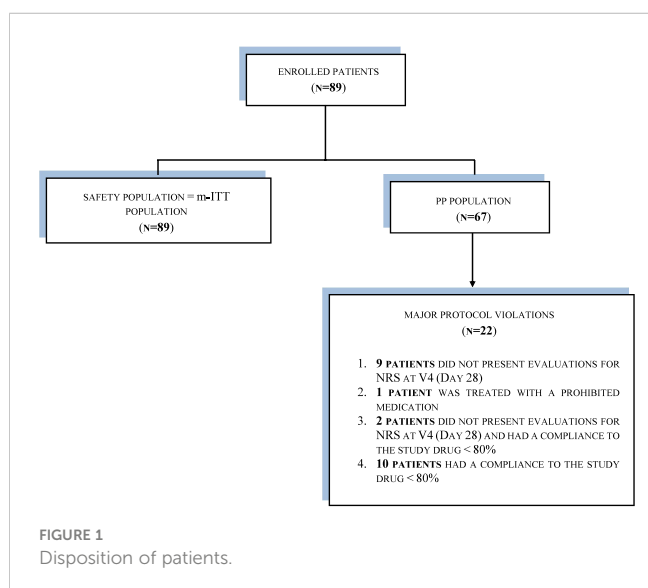 ENROLLED PATIENTS
(N=89)
SAFETY POPULATION = m-ITT
POPULATION
(N=89)
PP POPULATION
(N=67)
MAJOR PROTOCOL VIOLATIONS
(N=22)
1. 9 PATIENTS DID NOT PRESENT EVALUATIONS FOR
NRS AT V4 (DAY 28)
2. 1 PATIENT WAS TREATED WITH A PROHIBITED
MEDICATION
3. 2 PATIENTS DID NOT PRESENT EVALUATIONS FOR
NRS AT V4 (DAY 28) AND HAD A COMPLIANCE TO
THE STUDY DRUG < 80%
4. 10 PATIENTS HAD A COMPLIANCE TO THE STUDY
DRUG < 80%
FIGURE 1
Disposition of patients.